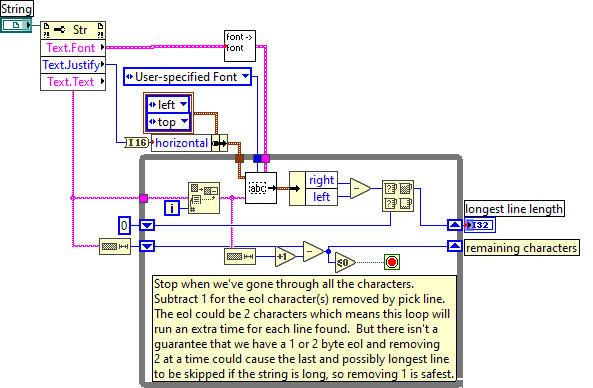 String
Str
Text.Font
Text.Justify
Text.Text
font ->
font
User-specified Font
left
top
I16
horizontal
abc
right
left
-
i
#
0
longest line length
I32
remaining characters
+1
-
≤0
Stop when we've gone through all the characters.
Subtract 1 for the eol character(s) removed by pick line.
The eol could be 2 characters which means this loop will
run an extra time for each line found. But there isn't a
guarantee that we have a 1 or 2 byte eol and removing
2 at a time could cause the last and possibly longest line
to be skipped if the string is long, so removing 1 is safest.